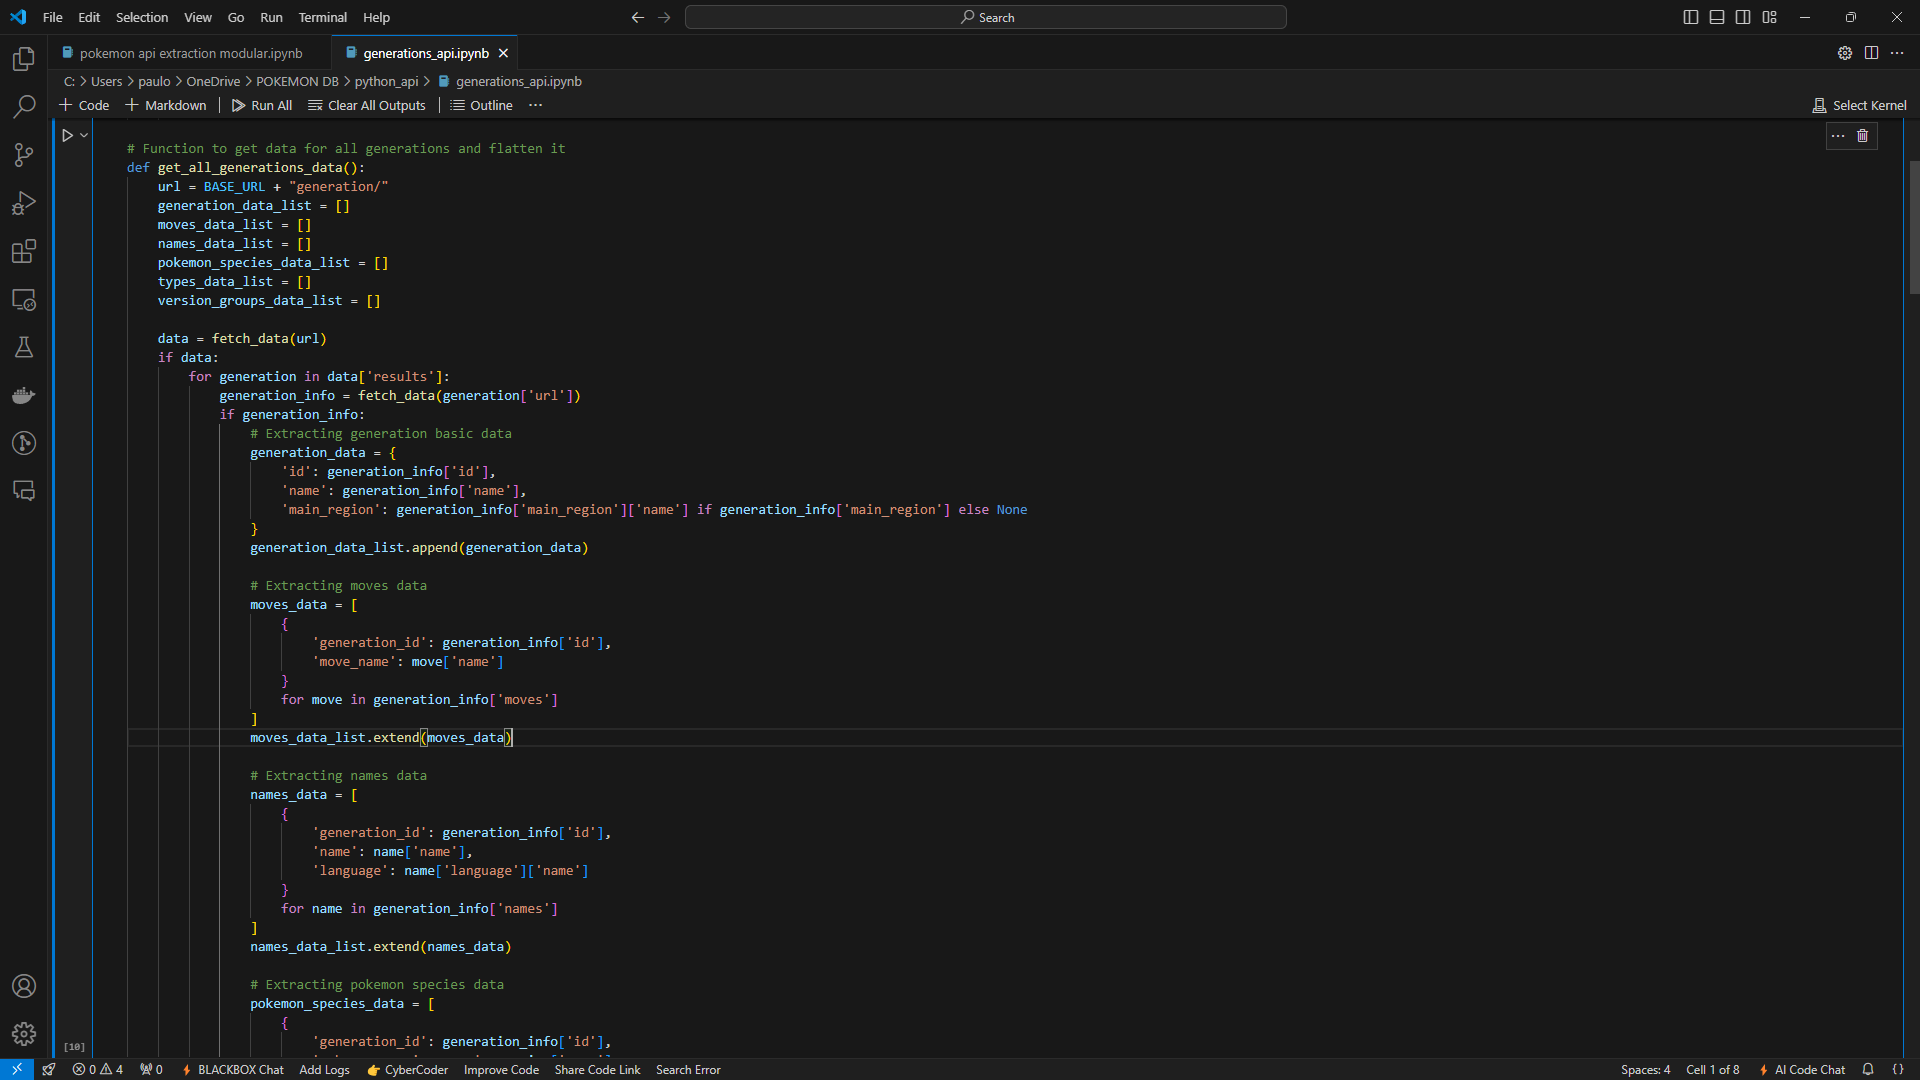 File Edit Selection View Go Run Terminal Help Search
pokemon api extraction modular.ipynb generations_api.ipynb
C: > Users > paulo > OneDrive > POKEMON DB > python_api > generations_api.ipynb
+ Code + Markdown Run All Clear All Outputs Outline ... Select Kernel
# Function to get data for all generations and flatten it
def get_all_generations_data():
    url = BASE_URL + "generation/"
    generation_data_list = []
    moves_data_list = []
    names_data_list = []
    pokemon_species_data_list = []
    types_data_list = []
    version_groups_data_list = []
    data = fetch_data(url)
    if data:
        for generation in data['results']:
            generation_info = fetch_data(generation['url'])
            if generation_info:
                # Extracting generation basic data
                generation_data = {
                    'id': generation_info['id'],
                    'name': generation_info['name'],
                    'main_region': generation_info['main_region']['name'] if generation_info['main_region'] else None
                }
                generation_data_list.append(generation_data)
                # Extracting moves data
                moves_data = [
                    {
                        'generation_id': generation_info['id'],
                        'move_name': move['name']
                    }
                    for move in generation_info['moves']
                ]
                moves_data_list.extend(moves_data)
                # Extracting names data
                names_data = [
                    {
                        'generation_id': generation_info['id'],
                        'name': name['name'],
                        'language': name['language']['name']
                    }
                    for name in generation_info['names']
                ]
                names_data_list.extend(names_data)
                # Extracting pokemon species data
                pokemon_species_data = [
                    {
                        'generation_id': generation_info['id'],
[10]
0 4 0 BLACKBOX Chat Add Logs CyberCoder Improve Code Share Code Link Search Error Spaces: 4 Cell 1 of 8 AI Code Chat {}